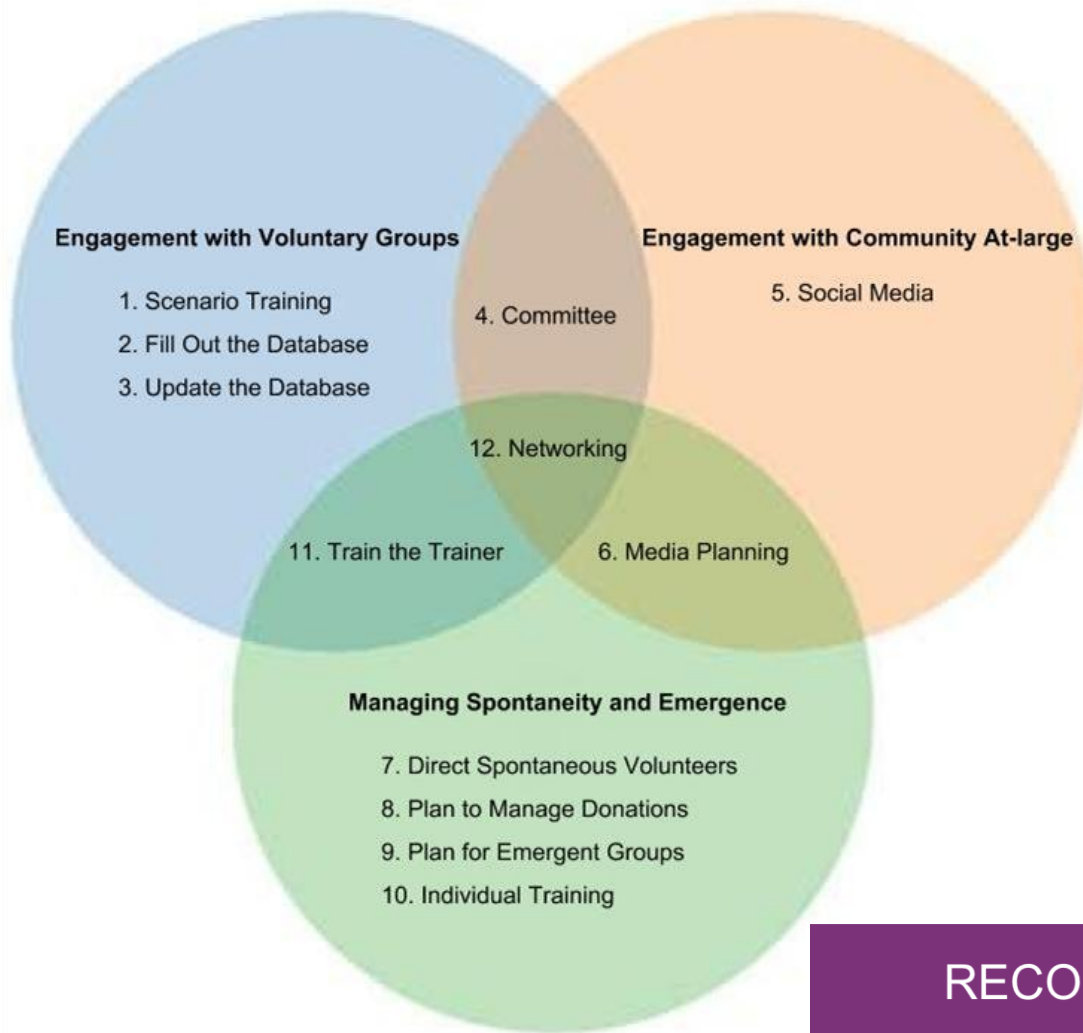 Engagement with Voluntary Groups
1. Scenario Training
2. Fill Out the Database
3. Update the Database
4. Committee
Engagement with Community At-large
5. Social Media
12. Networking
11. Train the Trainer
6. Media Planning
Managing Spontaneity and Emergence
7. Direct Spontaneous Volunteers
8. Plan to Manage Donations
9. Plan for Emergent Groups
10. Individual Training
RECO